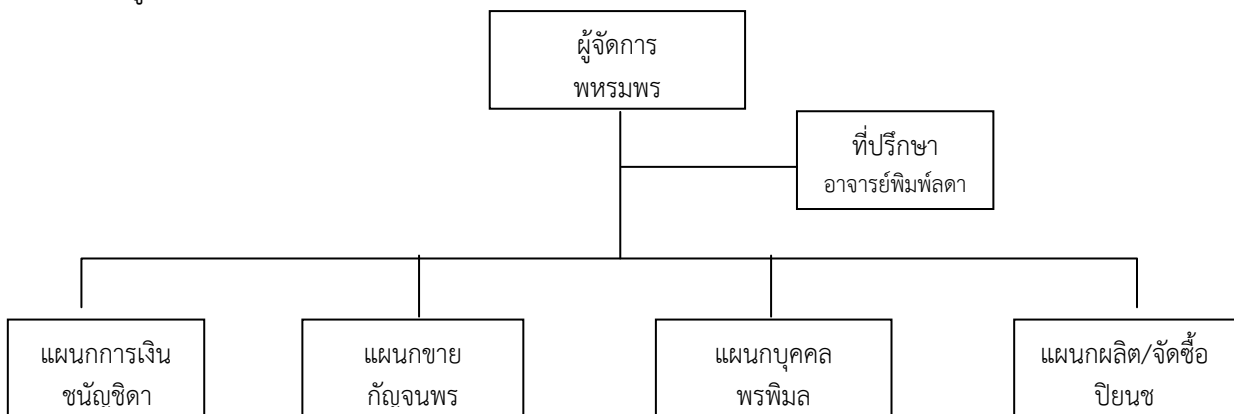 ผู้จัดการ
พหรมพร
ที่ปรึกษา
อาจารย์พิมพ์ลดา
แผนกการเงิน
ชนัญชิดา
แผนกขาย
กัญจนพร
แผนกบุคคล
พรพิมล
แผนกผลิต/จัดซื้อ